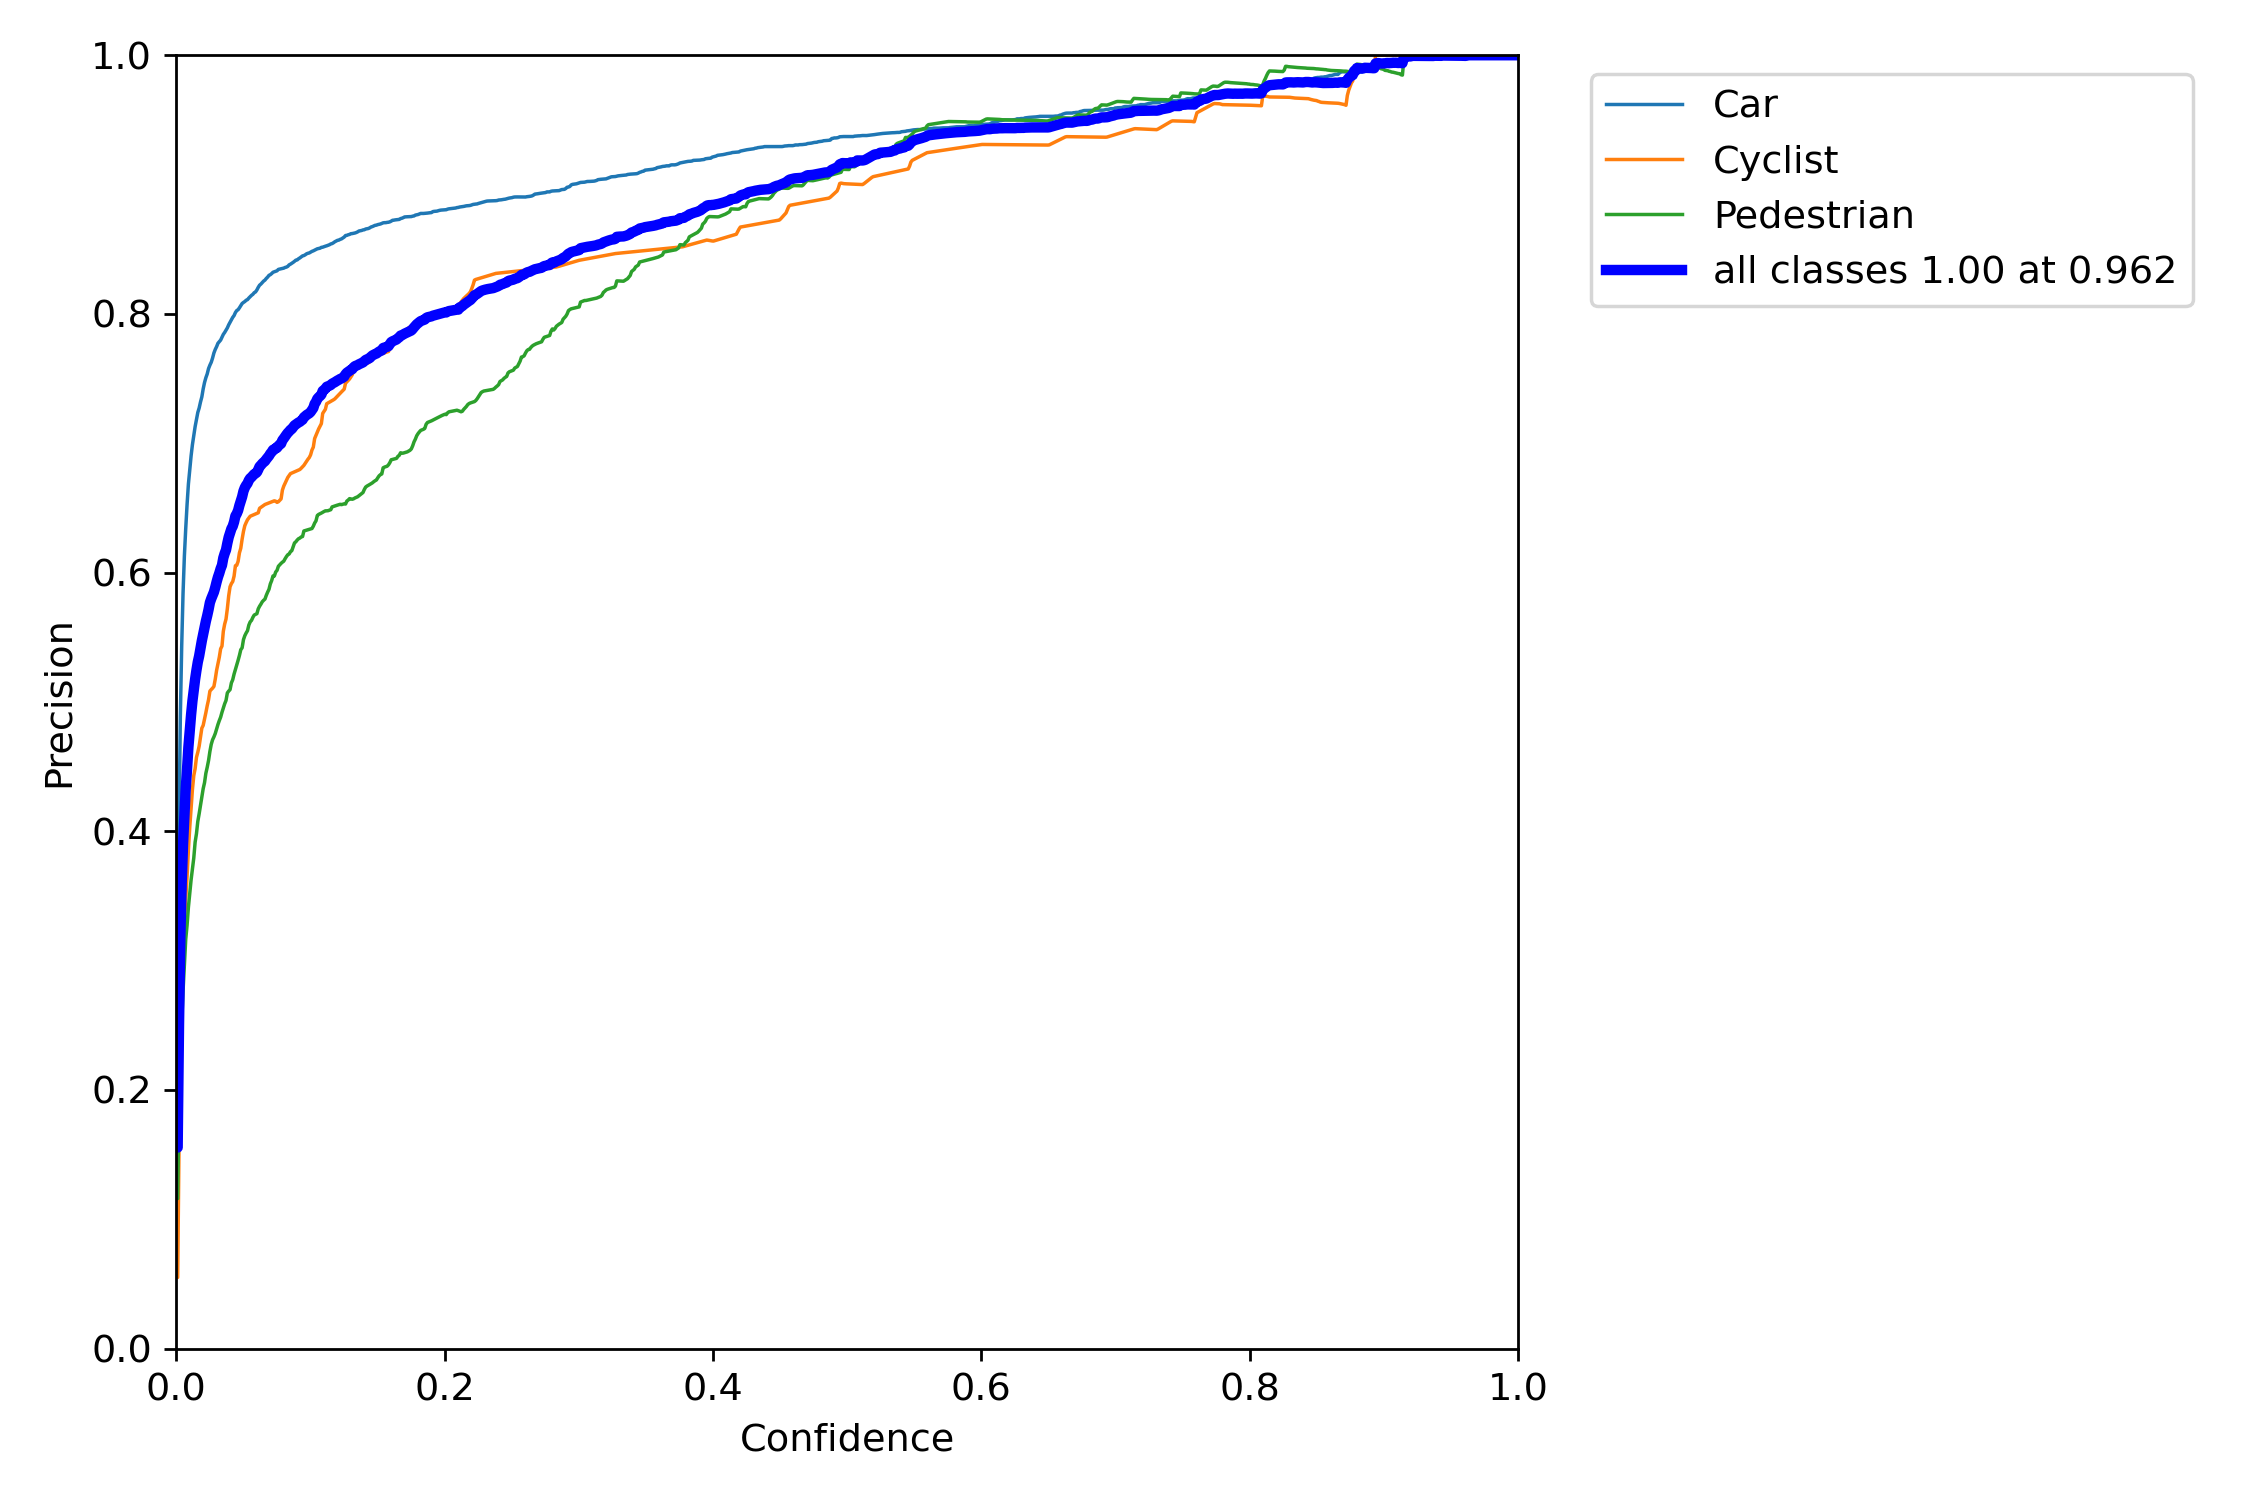 1.0
0.8
0.6
0.4
0.2
0.0
Precision
0.0 0.2 0.4 0.6 0.8 1.0
Confidence
Car
Cyclist
Pedestrian
all classes 1.00 at 0.962